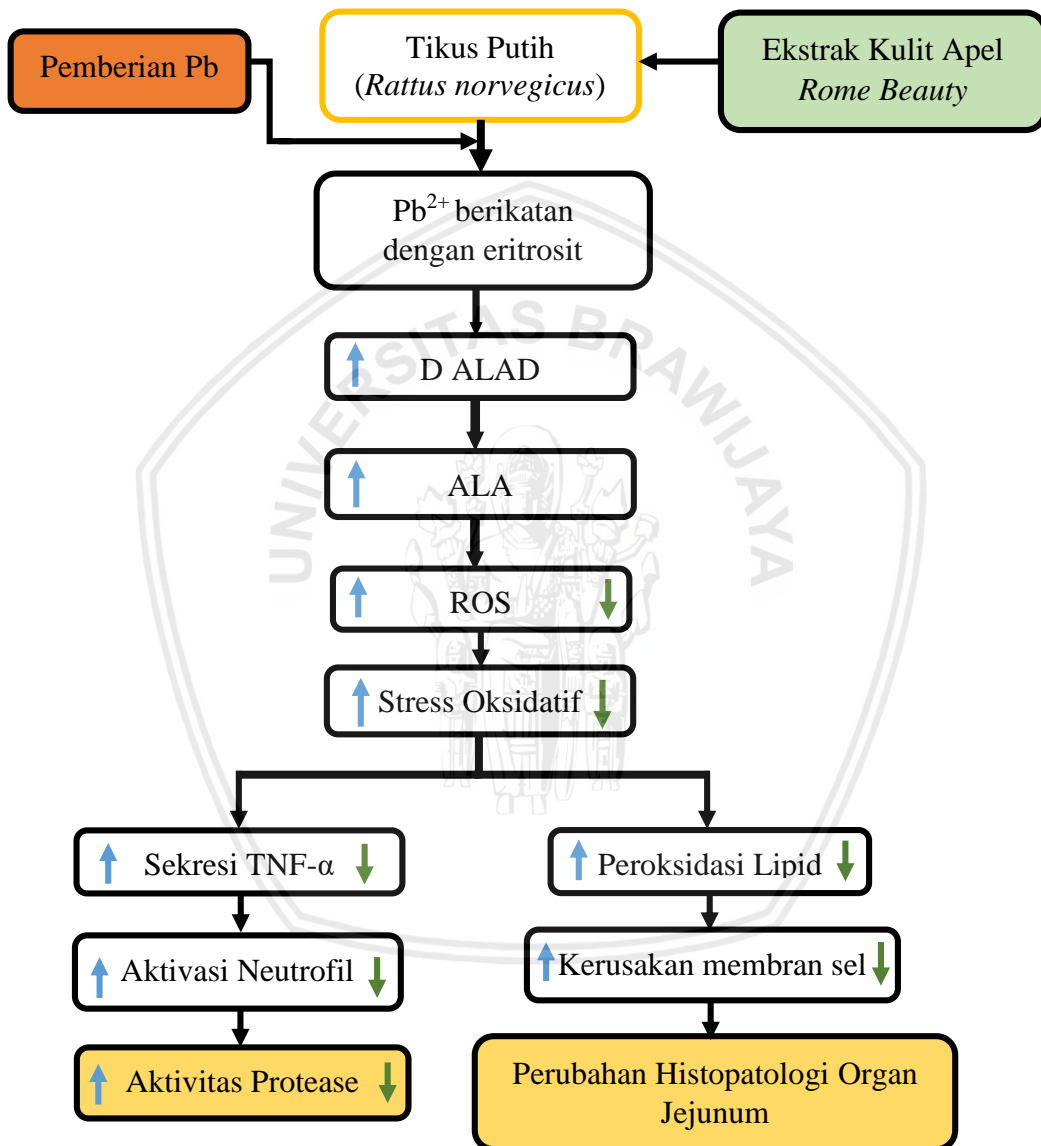 Pemberian Pb
Tikus Putih
(Rattus norvegicus)
Ekstrak Kulit Apel
Rome Beauty
Pb²⁺ berikatan
dengan eritrosit
UNIVERSITAS BRAWIJAYA
D ALAD
ALA
ROS
Stress Oksidatif
Sekresi TNF-α
Peroksidasi Lipid
Aktivasi Neutrofil
Kerusakan membran sel
Aktivitas Protease
Perubahan Histopatologi Organ
Jejunum